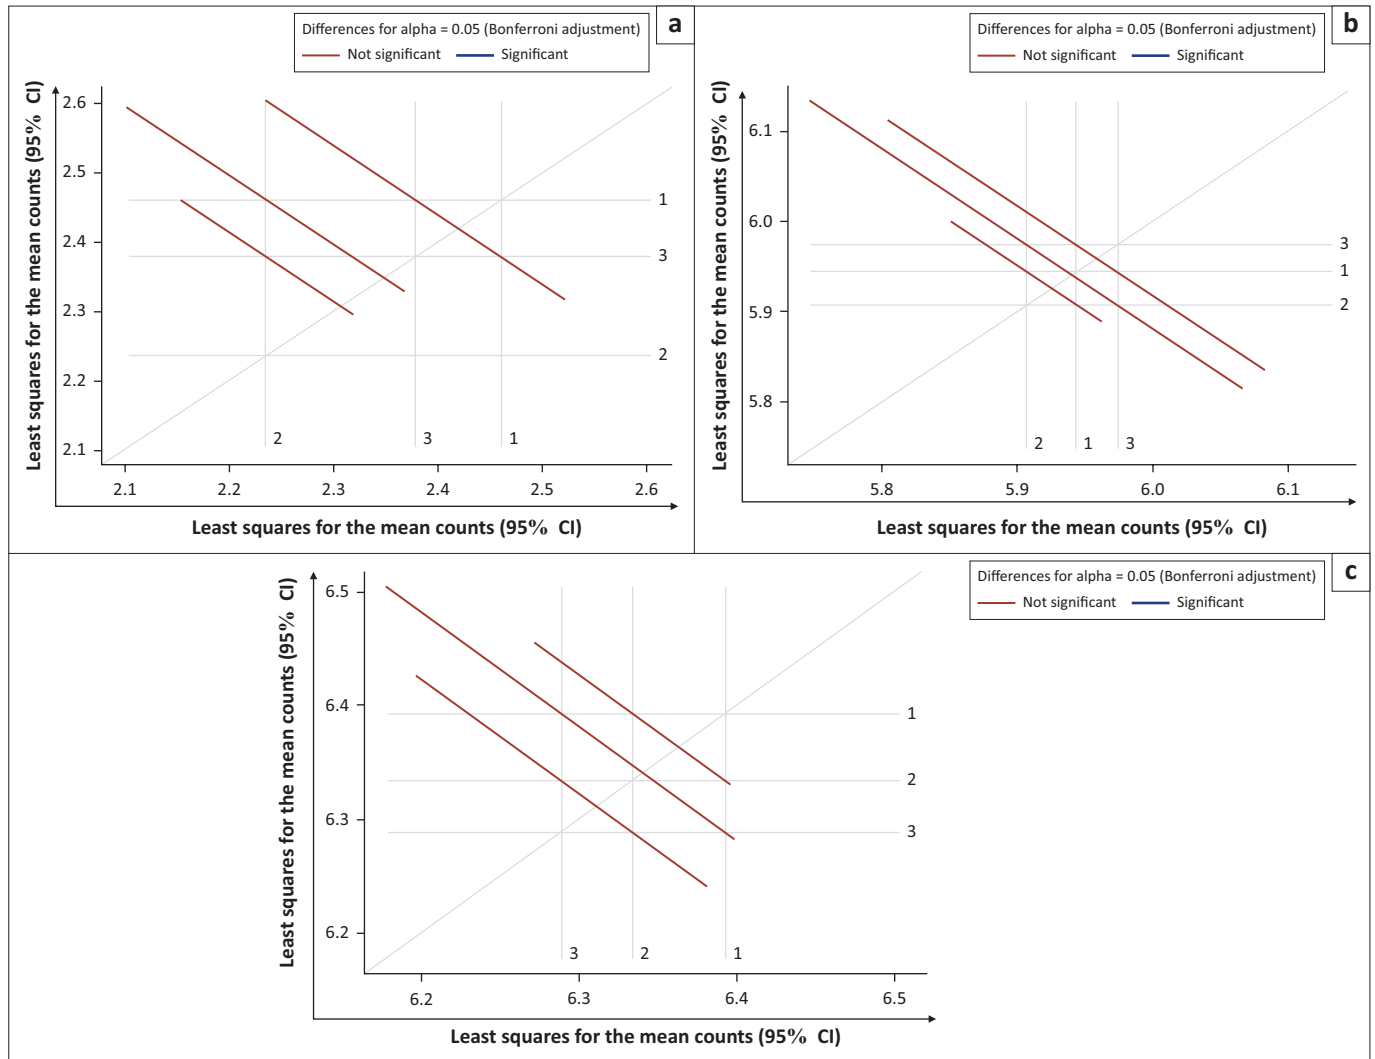 Differences for alpha = 0.05 (Bonferroni adjustment)
Not significant Significant
a
Least squares for the mean counts (95% CI)
2.6
2.5
2.4
2.3
2.2
2.1
1
3
2
2 3 1
2.1 2.2 2.3 2.4 2.5 2.6
Least squares for the mean counts (95% CI)
Differences for alpha = 0.05 (Bonferroni adjustment)
Not significant Significant
b
Least squares for the mean counts (95% CI)
6.1
6.0
5.9
5.8
3
1
2
2 1 3
5.8 5.9 6.0 6.1
Least squares for the mean counts (95% CI)
Differences for alpha = 0.05 (Bonferroni adjustment)
Not significant Significant
c
Least squares for the mean counts (95% CI)
6.5
6.4
6.3
6.2
1
2
3
3 2 1
6.2 6.3 6.4 6.5
Least squares for the mean counts (95% CI)